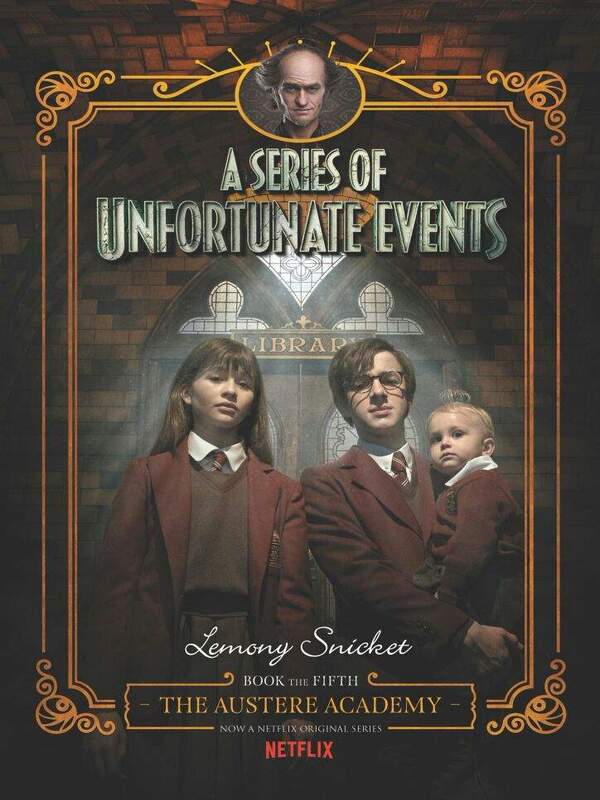 A SERIES OF
UNFORTUNATE EVENTS
LIBRARY
Lemony Snicket
BOOK THE FIFTH
– THE AUSTERE ACADEMY –
NOW A NETFLIX ORIGINAL SERIES
NETFLIX